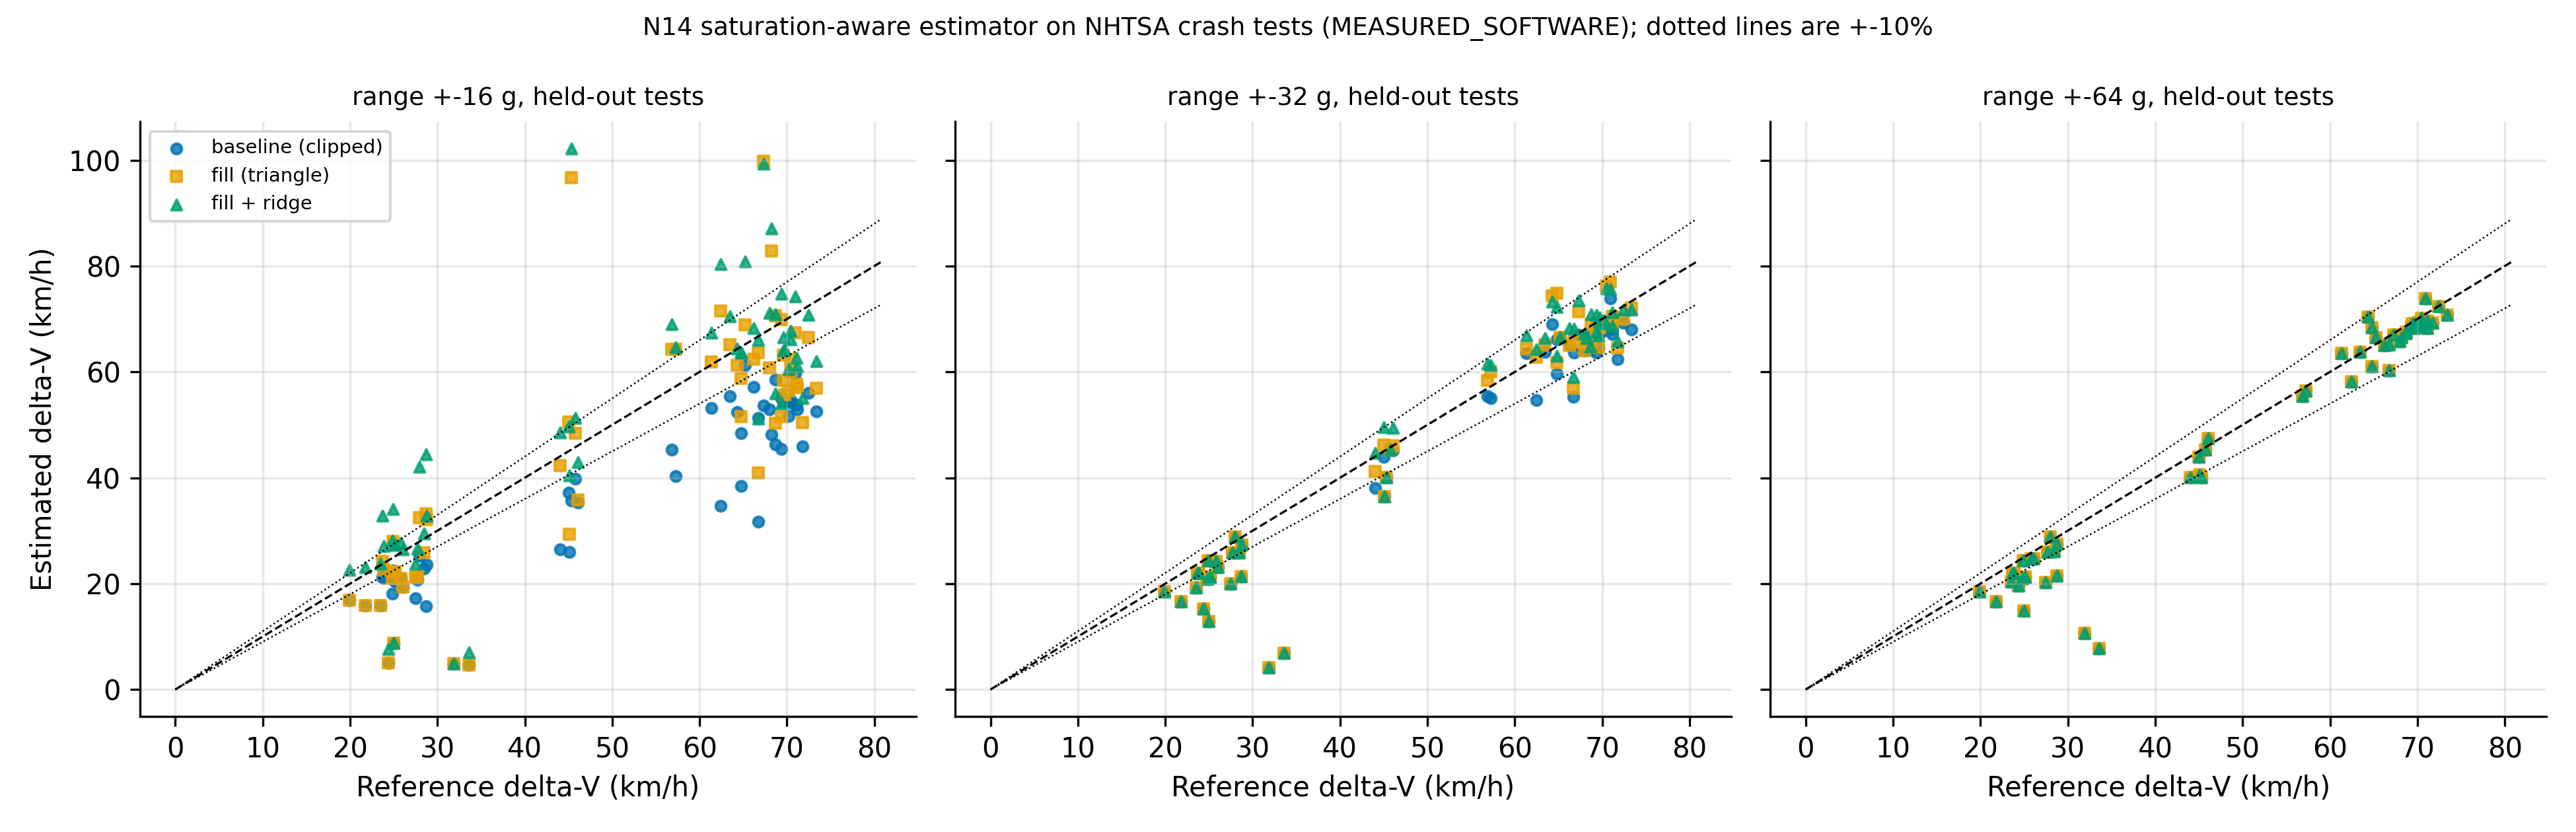 N14 saturation-aware estimator on NHTSA crash tests (MEASURED_SOFTWARE); dotted lines are +-10%
range +-16 g, held-out tests
baseline (clipped)
fill (triangle)
fill + ridge
Estimated delta-V (km/h)
100
80
60
40
20
0
0 10 20 30 40 50 60 70 80
Reference delta-V (km/h)
range +-32 g, held-out tests
0 10 20 30 40 50 60 70 80
Reference delta-V (km/h)
range +-64 g, held-out tests
0 10 20 30 40 50 60 70 80
Reference delta-V (km/h)